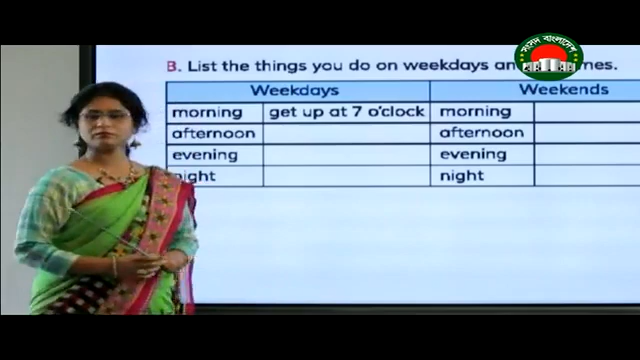 সংসদ বাংলাদেশ
B. List the things you do on weekdays an mes.
Weekdays Weekends
morning get up at 7 o'clock morning
afternoon afternoon
evening evening
night night